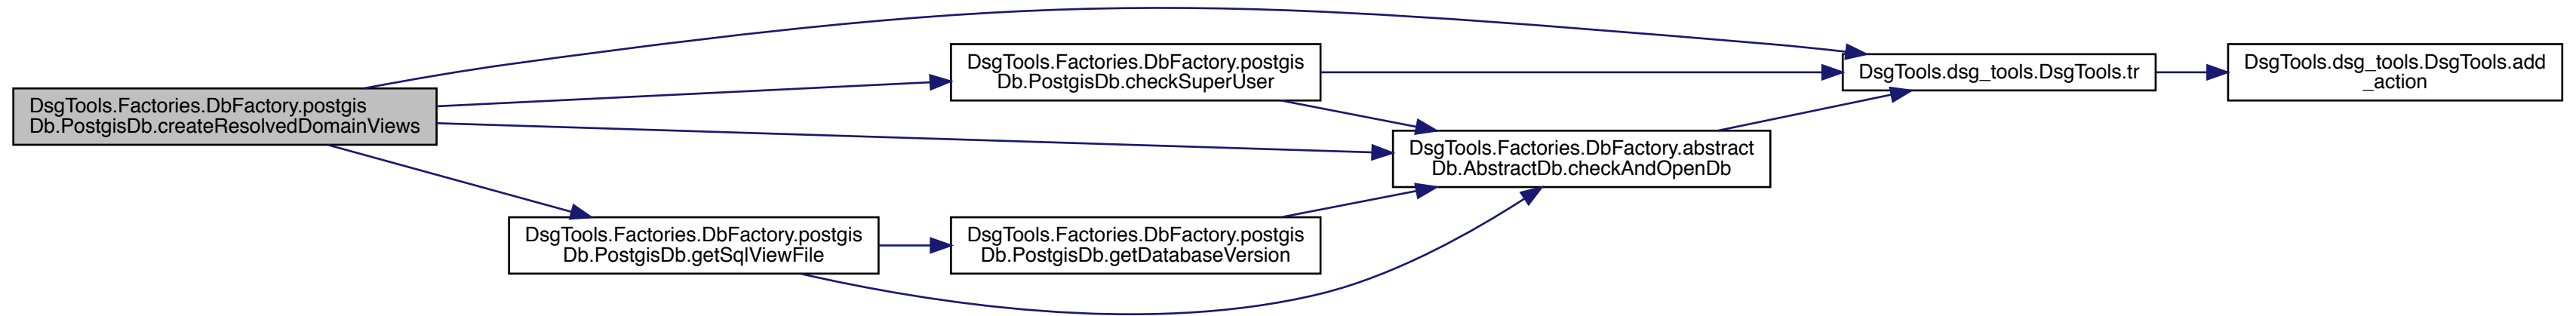 DsgTools.Factories.DbFactory.postgis
Db.PostgisDb.createResolvedDomainViews
DsgTools.Factories.DbFactory.postgis
Db.PostgisDb.checkSuperUser
DsgTools.Factories.DbFactory.abstract
Db.AbstractDb.checkAndOpenDb
DsgTools.Factories.DbFactory.postgis
Db.PostgisDb.getSqlViewFile
DsgTools.Factories.DbFactory.postgis
Db.PostgisDb.getDatabaseVersion
DsgTools.dsg_tools.DsgTools.tr
DsgTools.dsg_tools.DsgTools.add
_action